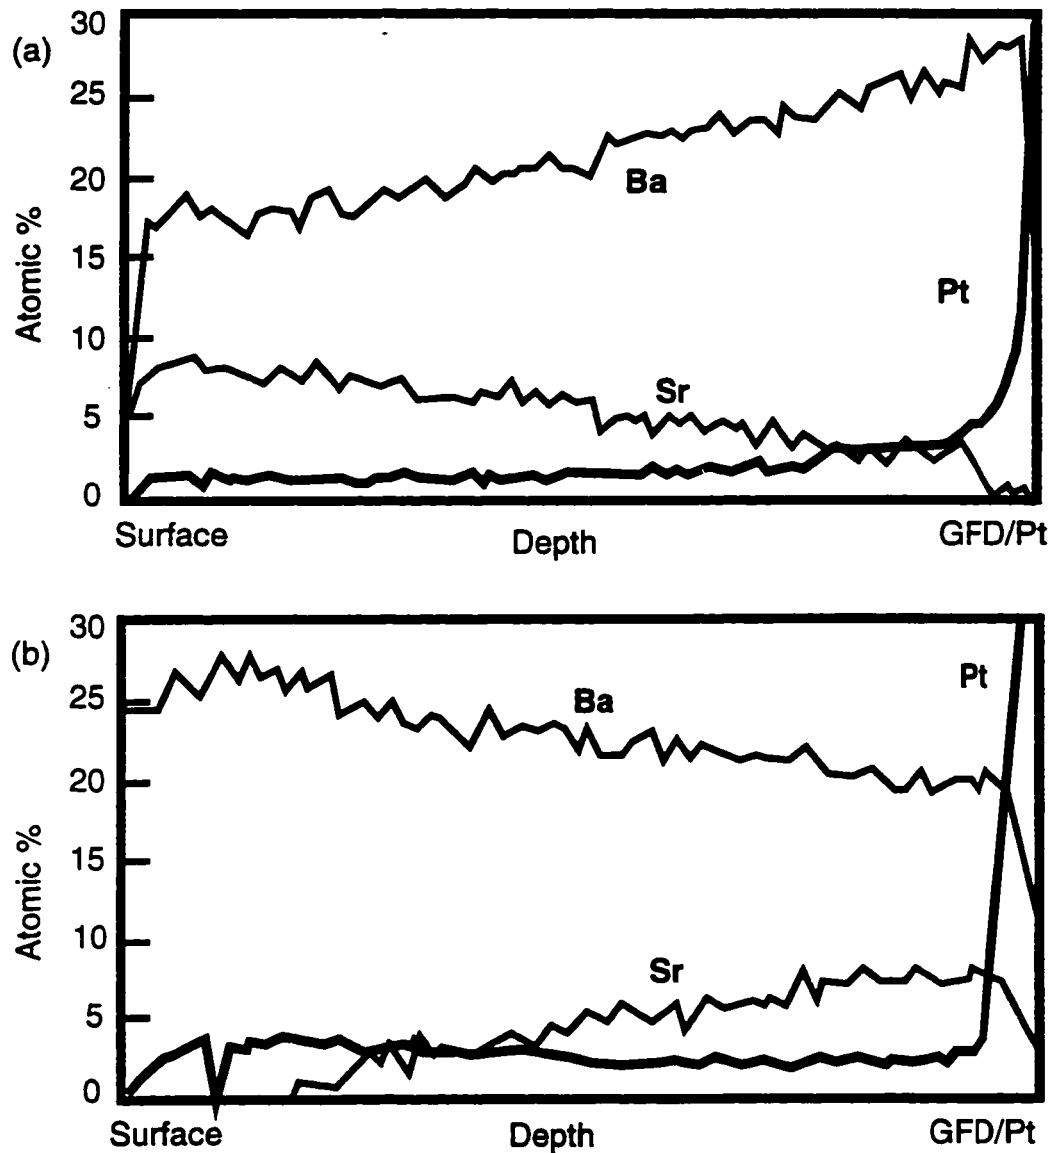 (a)
30
25
20
15
10
5
0
Atomic %
Ba
Pt
Sr
Surface
Depth
GFD/Pt
(b)
30
25
20
15
10
5
0
Atomic %
Ba
Pt
Sr
Surface
Depth
GFD/Pt